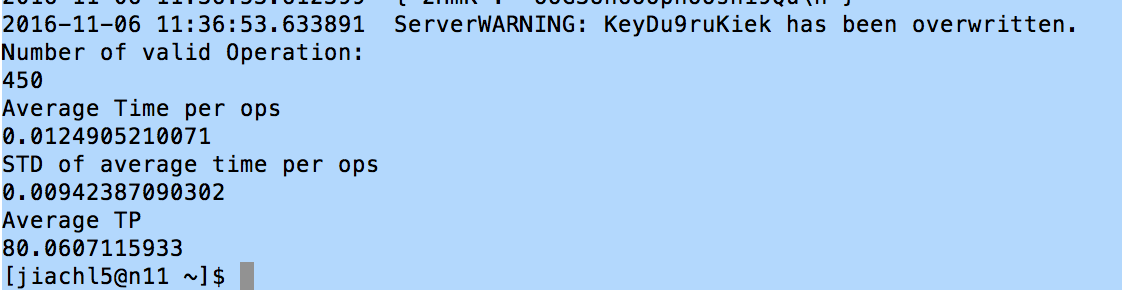 2016-11-06 11:36:53.633891  ServerWARNING: KeyDu9ruKiek has been overwritten.
Number of valid Operation:
450
Average Time per ops
0.0124905210071
STD of average time per ops
0.00942387090302
Average TP
80.0607115933
[jiachl5@n11 ~]$